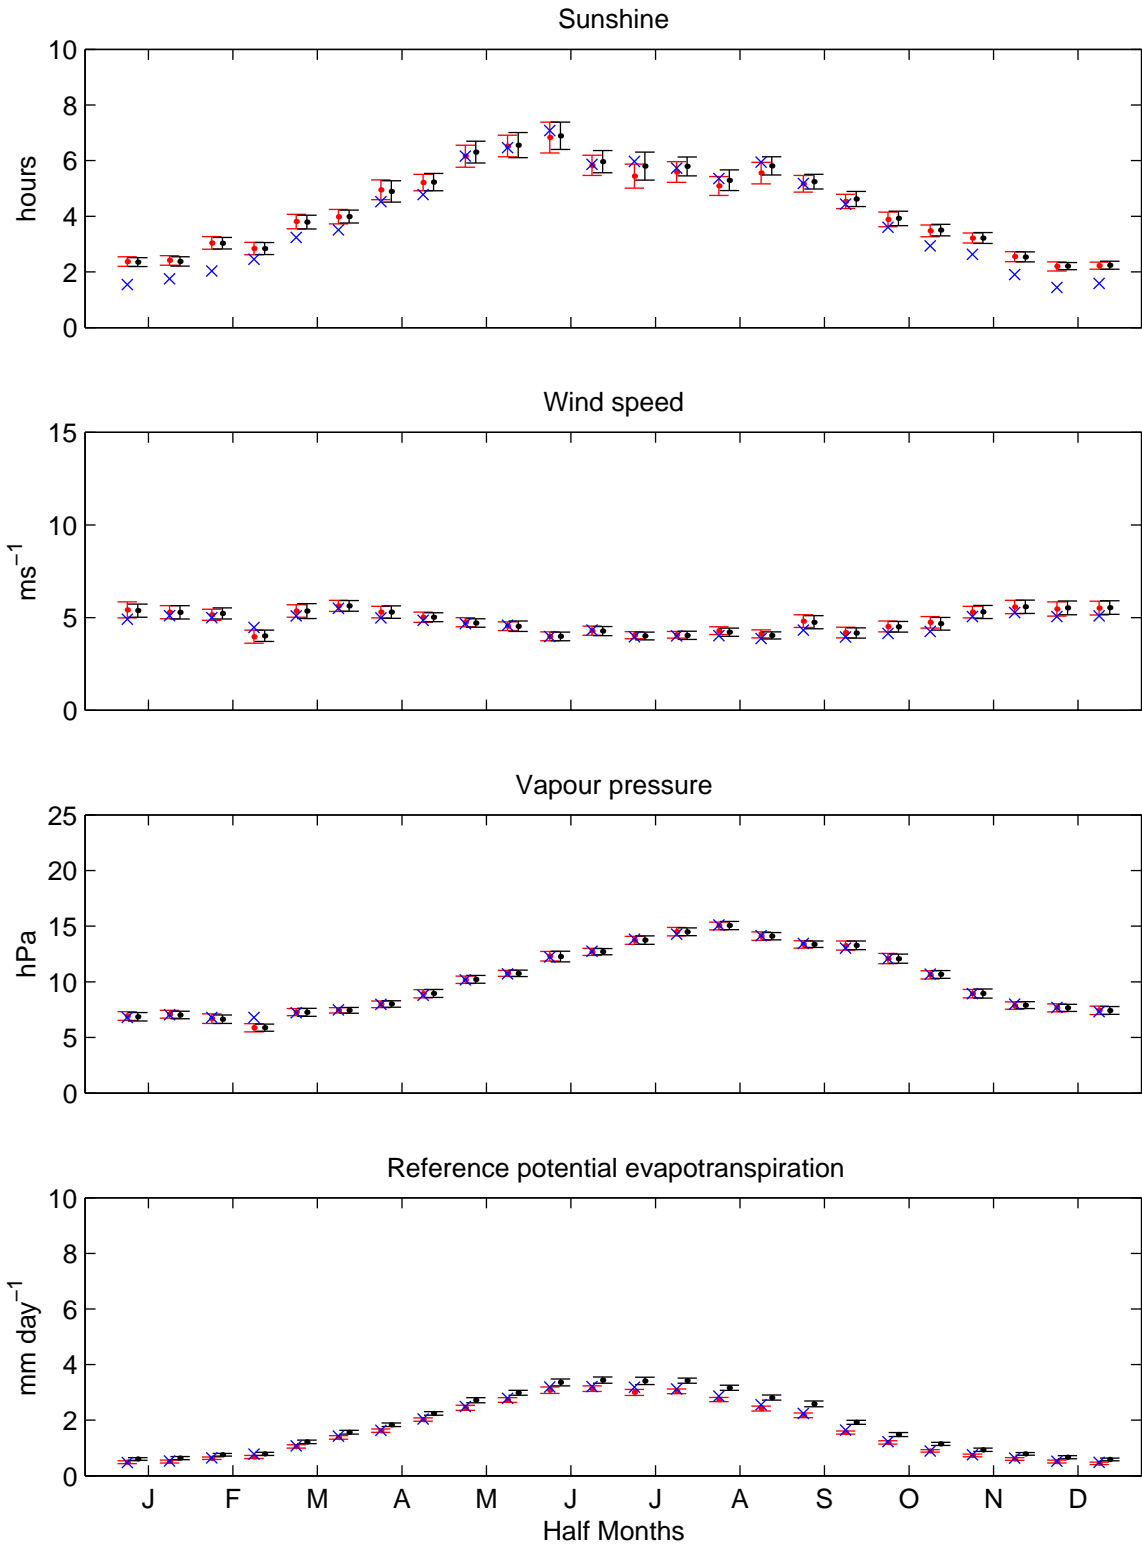 Sunshine
10
8
6
4
2
0
hours
Wind speed
15
10
5
0
ms⁻¹
Vapour pressure
25
20
15
10
5
0
hPa
Reference potential evapotranspiration
10
8
6
4
2
0
mm day⁻¹
J F M A M J J A S O N D
Half Months